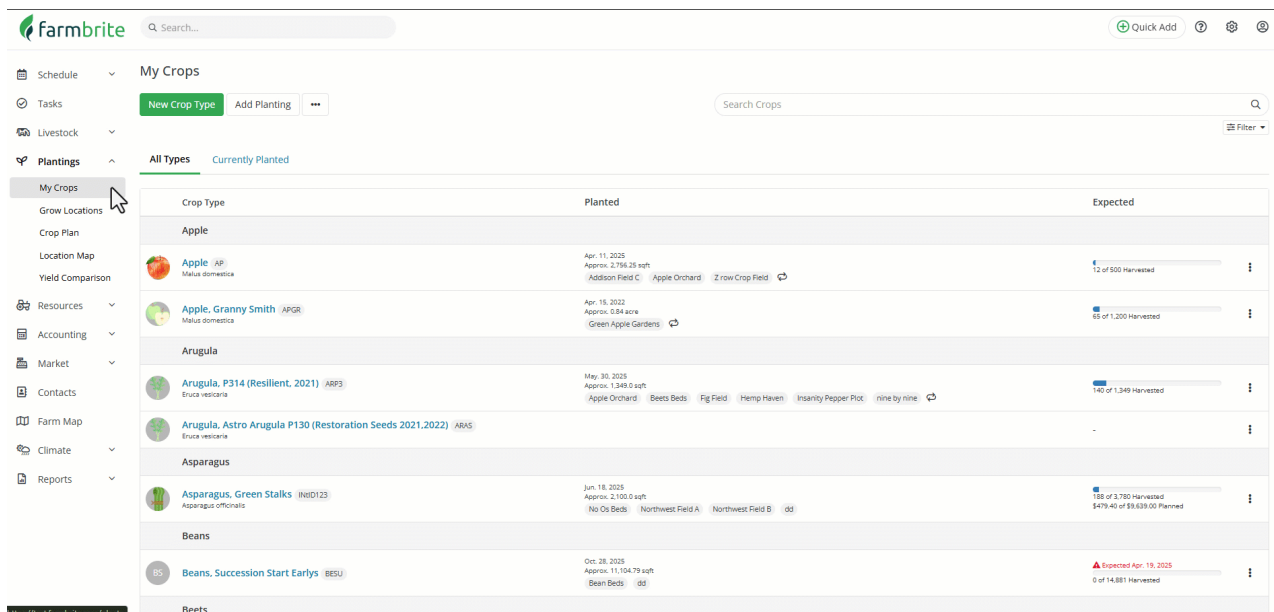 farmbrite
Search...
Quick Add
Schedule
Tasks
Livestock
Plantings
My Crops
Grow Locations
Crop Plan
Location Map
Yield Comparison
Resources
Accounting
Market
Contacts
Farm Map
Climate
Reports
My Crops
New Crop Type Add Planting •••
Search Crops
Filter
All Types Currently Planted
Crop Type Planted Expected
Apple
Apple AP
Malus domestica
Apr. 11, 2025
Approx. 2,756.25 sqft
Addison Field C Apple Orchard Z row Crop Field
12 of 500 Harvested
Apple, Granny Smith APGR
Malus domestica
Apr. 15, 2022
Approx. 0.84 acre
Green Apple Gardens
65 of 1,200 Harvested
Arugula
Arugula, P314 (Resilient, 2021) ARP3
Eruca vesicaria
May. 30, 2025
Approx. 1,349.0 sqft
Apple Orchard Beets Beds Fig Field Hemp Haven Insanity Pepper Plot nine by nine
140 of 1,349 Harvested
Arugula, Astro Arugula P130 (Restoration Seeds 2021,2022) ARAS
Eruca vesicaria
-
Asparagus
Asparagus, Green Stalks INtID123
Asparagus officinalis
Jun. 18, 2025
Approx. 2,100.0 sqft
No Os Beds Northwest Field A Northwest Field B dd
188 of 3,780 Harvested
$479.40 of $9,639.00 Planned
Beans
BS
Beans, Succession Start Earlys BESU
Oct. 28, 2025
Approx. 11,104.79 sqft
Bean Beds dd
Expected Apr. 19, 2025
0 of 14,881 Harvested
Beets